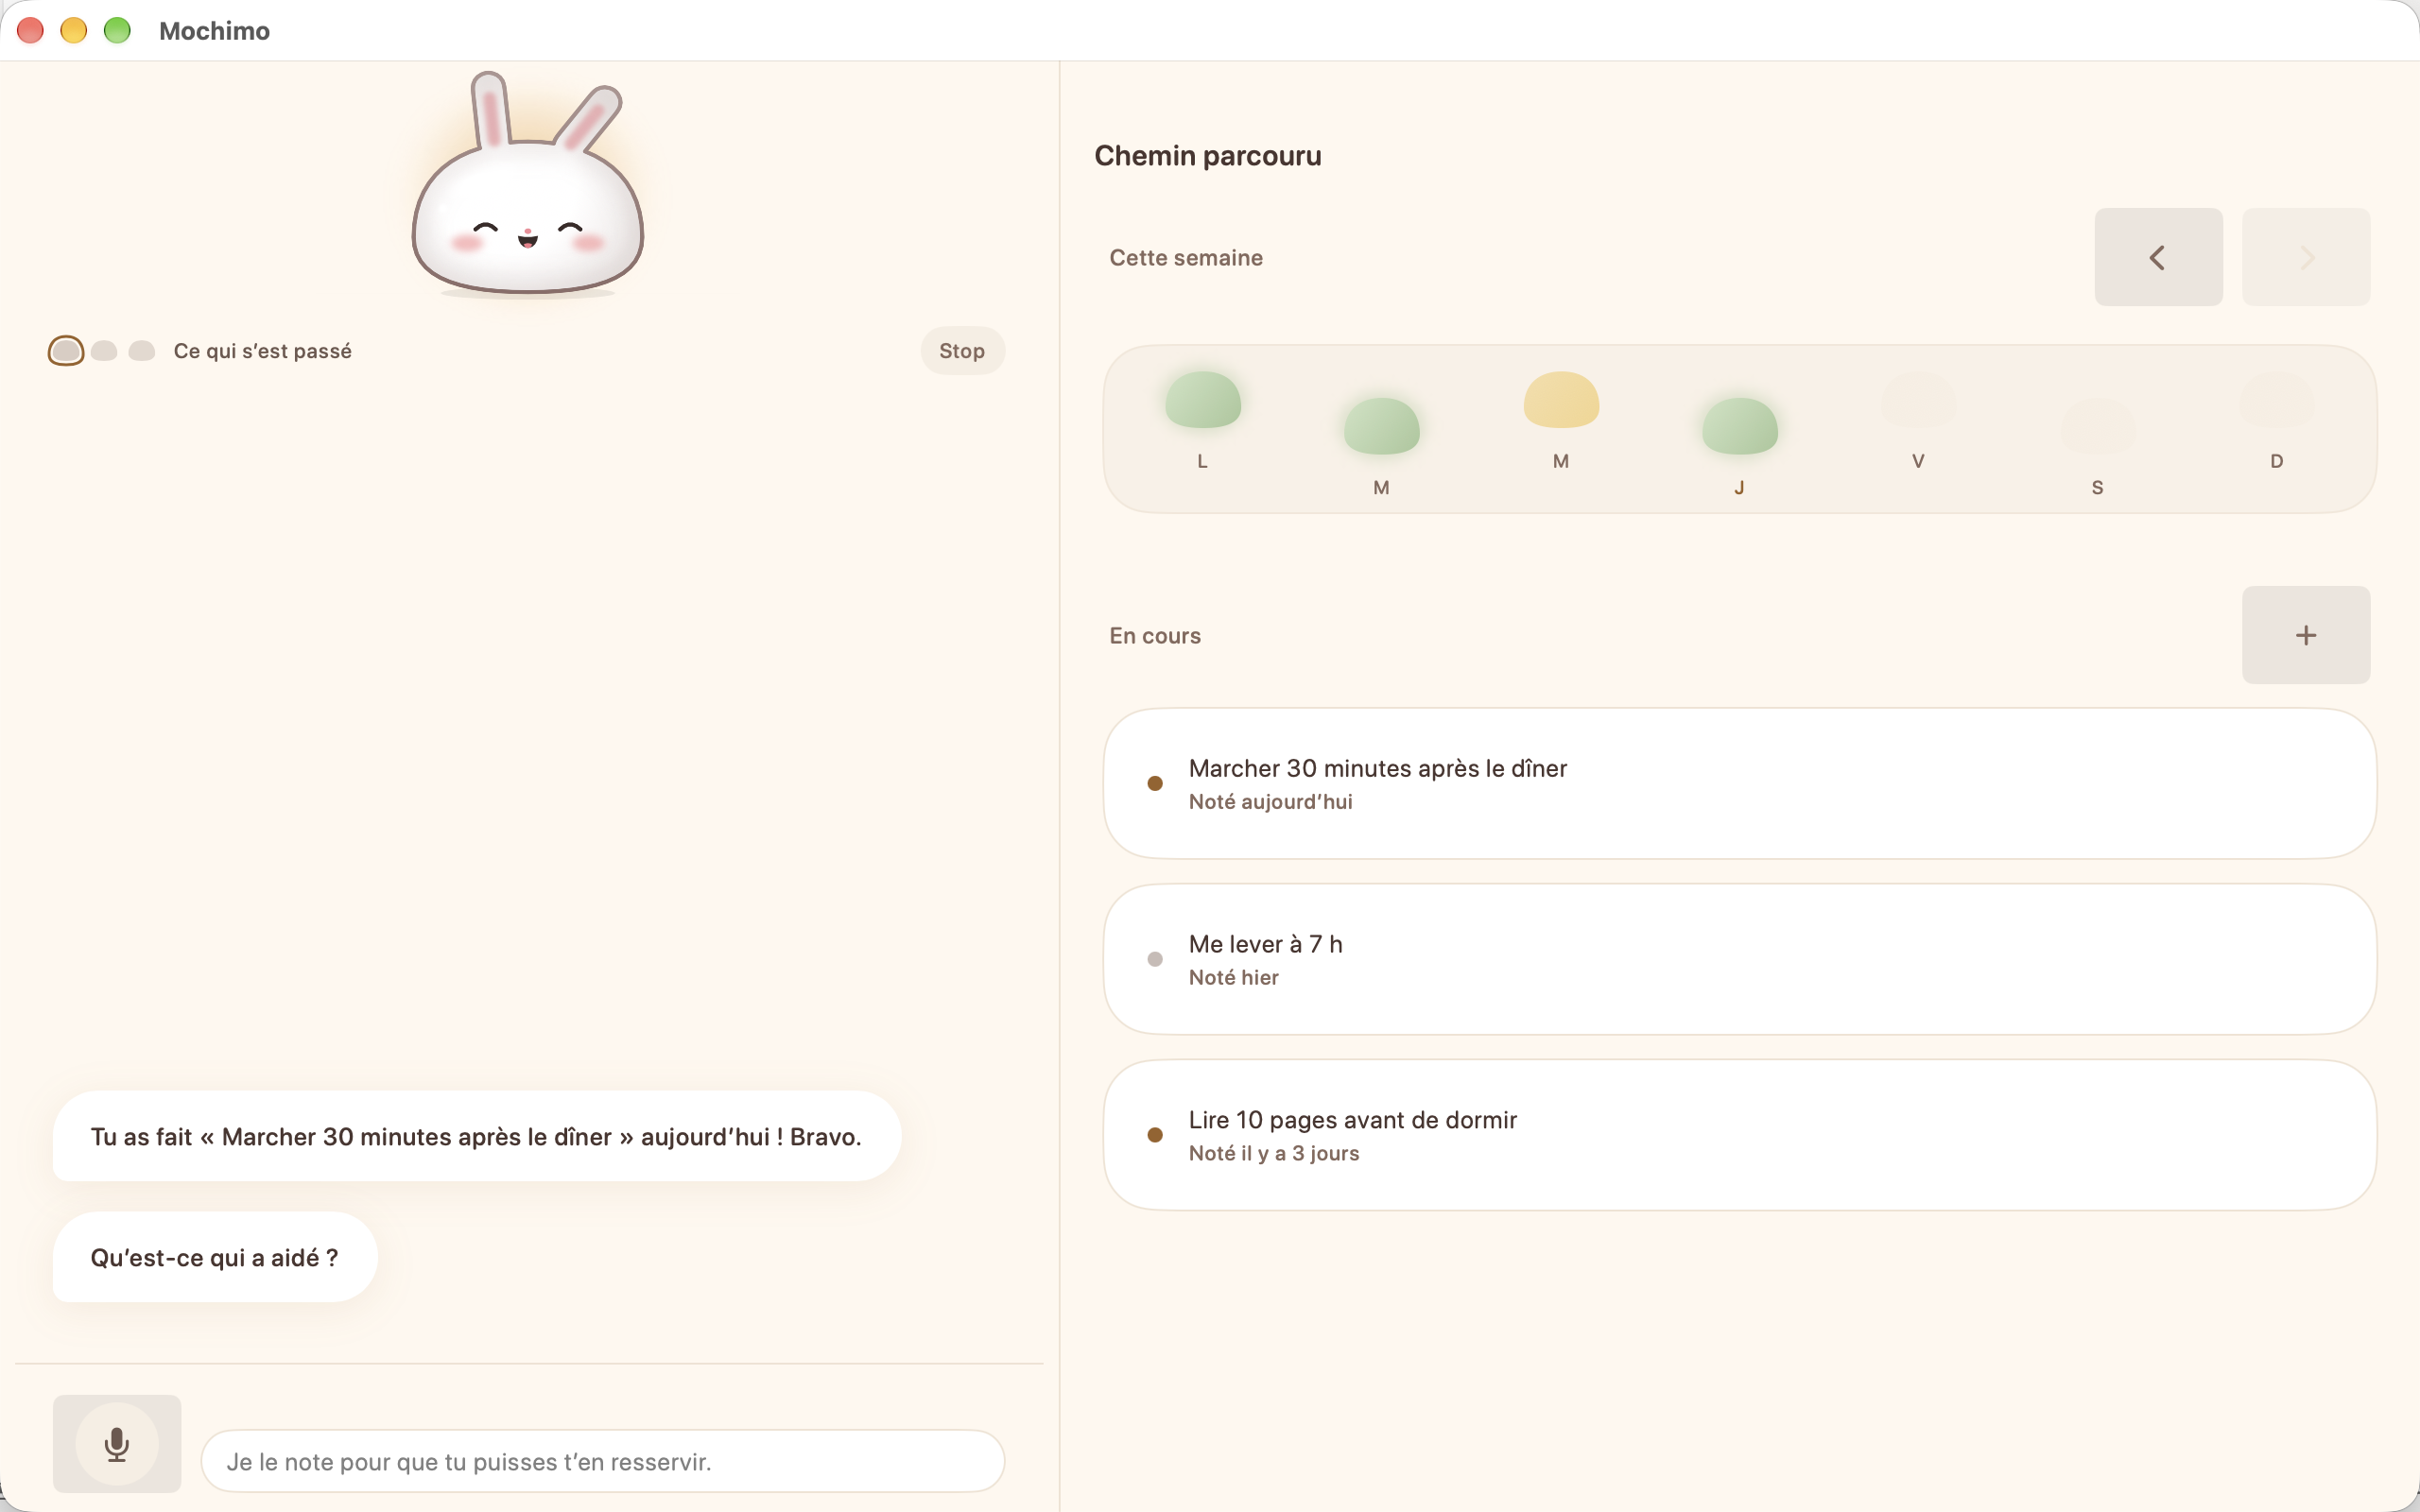 Mochimo
Ce qui s’est passé
Stop
Tu as fait « Marcher 30 minutes après le dîner » aujourd’hui ! Bravo.
Qu’est-ce qui a aidé ?
Je le note pour que tu puisses t’en resservir.
Chemin parcouru
Cette semaine
L
M
M
J
V
S
D
En cours
Marcher 30 minutes après le dîner
Noté aujourd’hui
Me lever à 7 h
Noté hier
Lire 10 pages avant de dormir
Noté il y a 3 jours